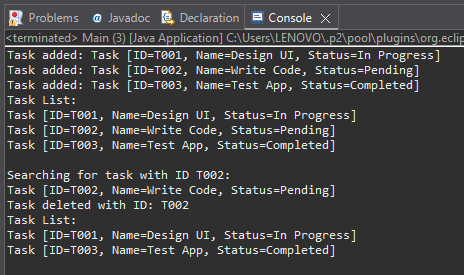 Problems Javadoc Declaration Console
<terminated> Main (3) [Java Application] C:\Users\LENOVO\.p2\pool\plugins\org.eclip
Task added: Task [ID=T001, Name=Design UI, Status=In Progress]
Task added: Task [ID=T002, Name=Write Code, Status=Pending]
Task added: Task [ID=T003, Name=Test App, Status=Completed]
Task List:
Task [ID=T001, Name=Design UI, Status=In Progress]
Task [ID=T002, Name=Write Code, Status=Pending]
Task [ID=T003, Name=Test App, Status=Completed]

Searching for task with ID T002:
Task [ID=T002, Name=Write Code, Status=Pending]
Task deleted with ID: T002
Task List:
Task [ID=T001, Name=Design UI, Status=In Progress]
Task [ID=T003, Name=Test App, Status=Completed]